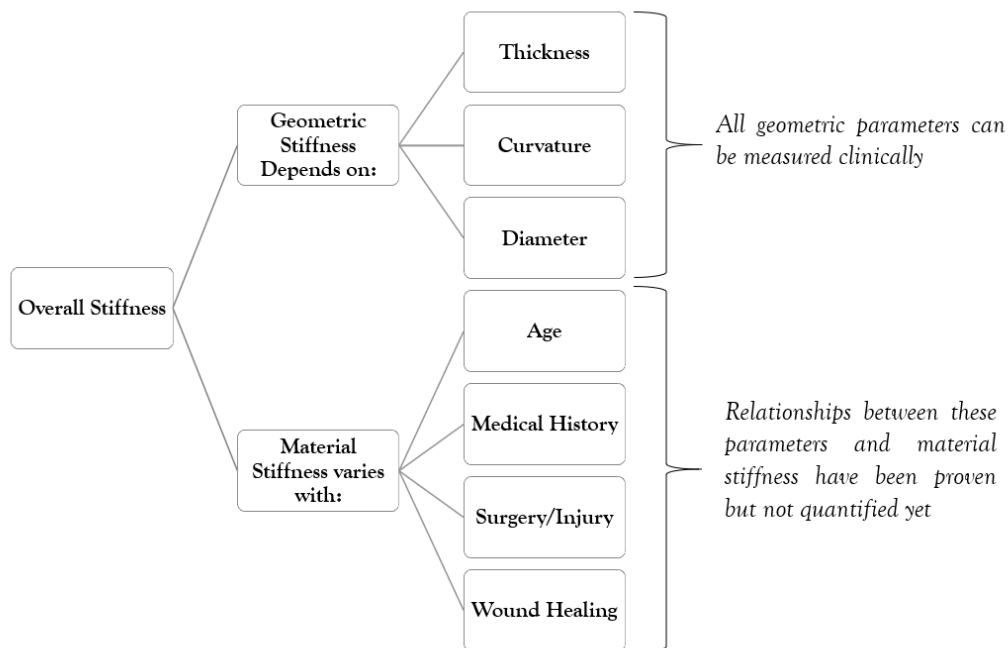 Thickness
Geometric
Stiffness
Depends on:
Curvature
All geometric parameters can
be measured clinically
Diameter
Overall Stiffness
Age
Medical History
Material
Stiffness varies
with:
Relationships between these
parameters and material
stiffness have been proven
but not quantified yet
Surgery/Injury
Wound Healing